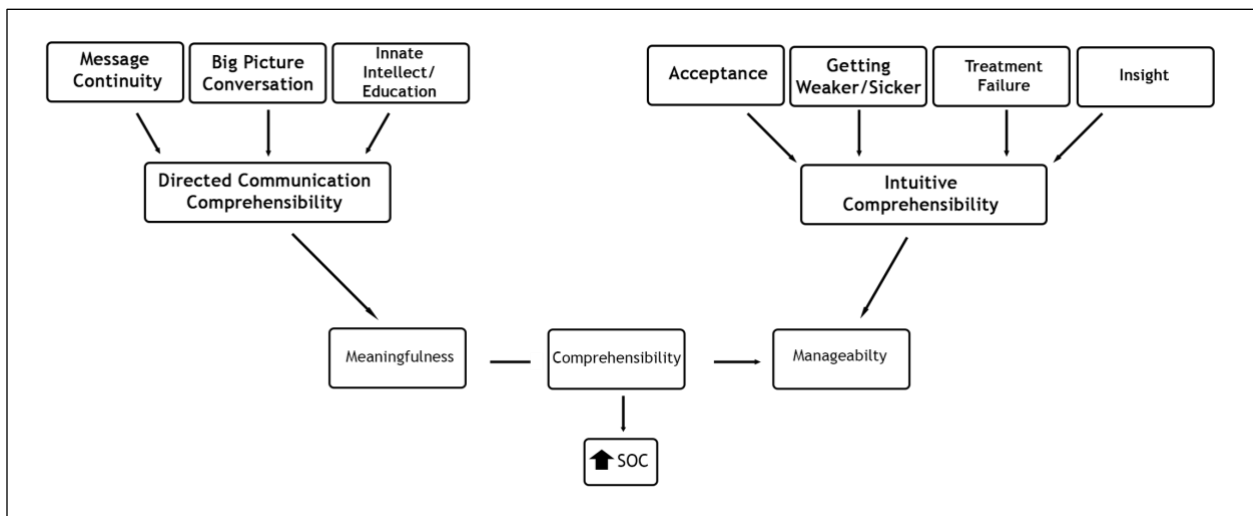 Message
Continuity
Big Picture
Conversation
Innate
Intellect/
Education
Acceptance
Getting
Weaker/Sicker
Treatment
Failure
Insight
Directed Communication
Comprehensibility
Intuitive
Comprehensibility
Meaningfulness
Comprehensibility
Manageabilty
SOC